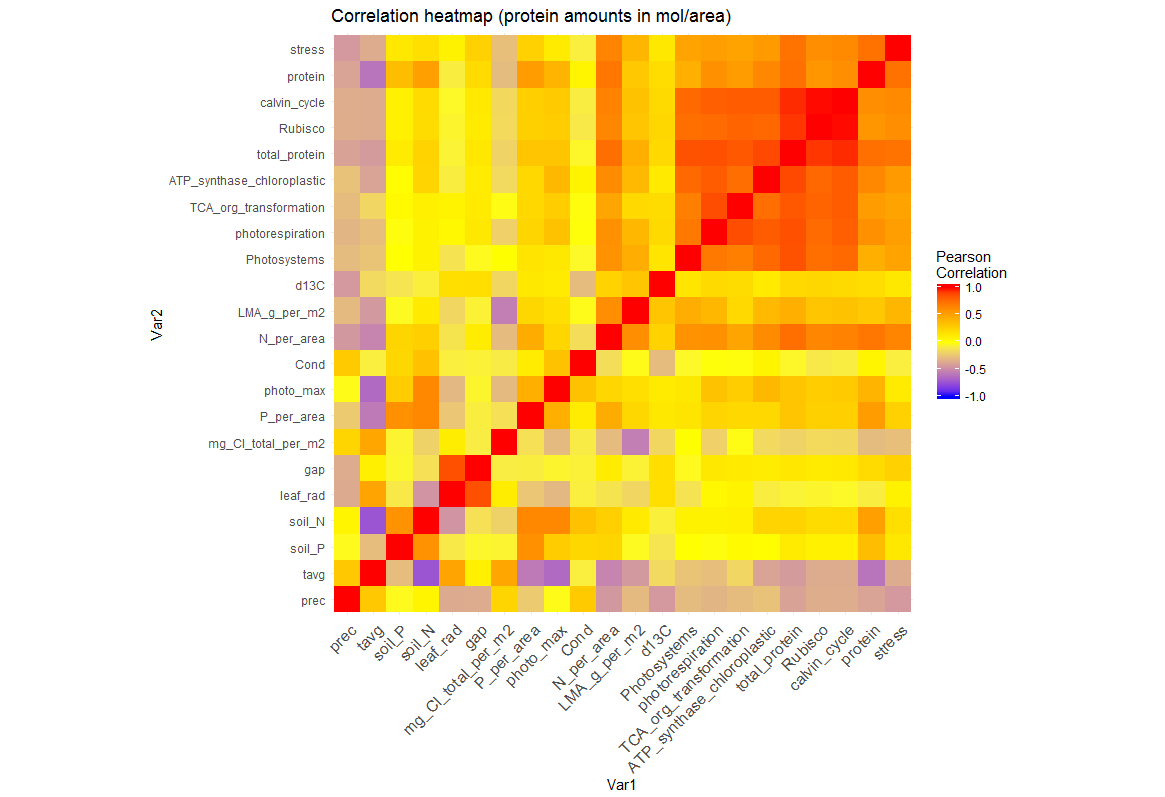 Correlation heatmap (protein amounts in mol/area)
stress
protein
calvin_cycle
Rubisco
total_protein
ATP_synthase_chloroplastic
TCA_org_transformation
photorespiration
Photosystems
d13C
LMA_g_per_m2
N_per_area
Cond
photo_max
P_per_area
mg_Cl_total_per_m2
gap
leaf_rad
soil_N
soil_P
tavg
prec
Var2
prec
tavg
soil_P
soil_N
leaf_rad
gap
mg_Cl_total_per_m2
P_per_area
photo_max
Cond
N_per_area
LMA_g_per_m2
d13C
Photosystems
photorespiration
TCA_org_transformation
ATP_synthase_chloroplastic
total_protein
Rubisco
calvin_cycle
protein
stress
Var1
Pearson
Correlation
1.0
0.5
0.0
-0.5
-1.0